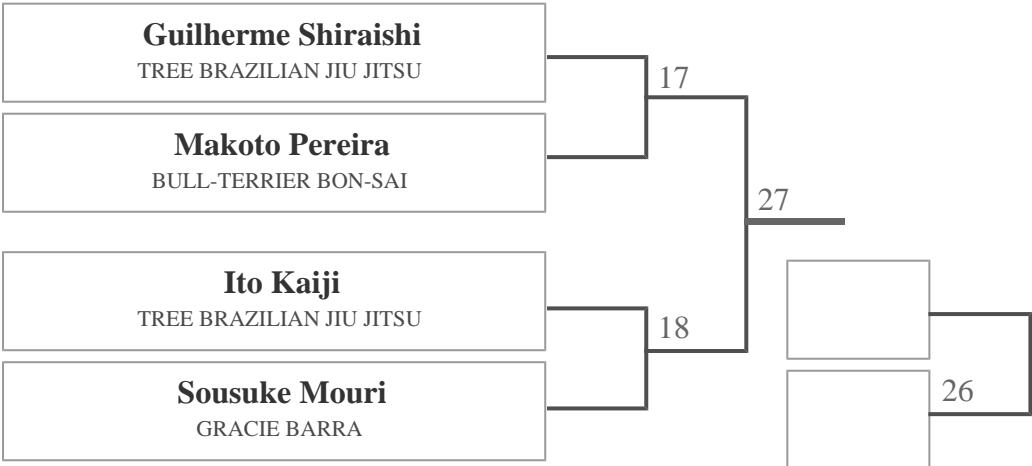 Guilherme Shiraishi
TREE BRAZILIAN JIU JITSU
17
Makoto Pereira
BULL-TERRIER BON-SAI
27
Ito Kaiji
TREE BRAZILIAN JIU JITSU
18
Sousuke Mouri
GRACIE BARRA
26